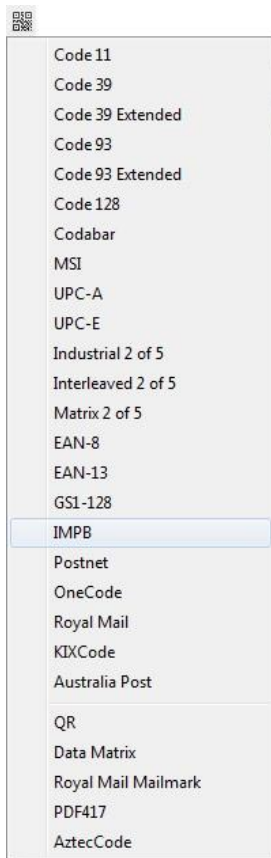 Code 11
Code 39
Code 39 Extended
Code 93
Code 93 Extended
Code 128
Codabar
MSI
UPC-A
UPC-E
Industrial 2 of 5
Interleaved 2 of 5
Matrix 2 of 5
EAN-8
EAN-13
GS1-128
IMPB
Postnet
OneCode
Royal Mail
KIXCode
Australia Post
QR
Data Matrix
Royal Mail Mailmark
PDF417
AztecCode